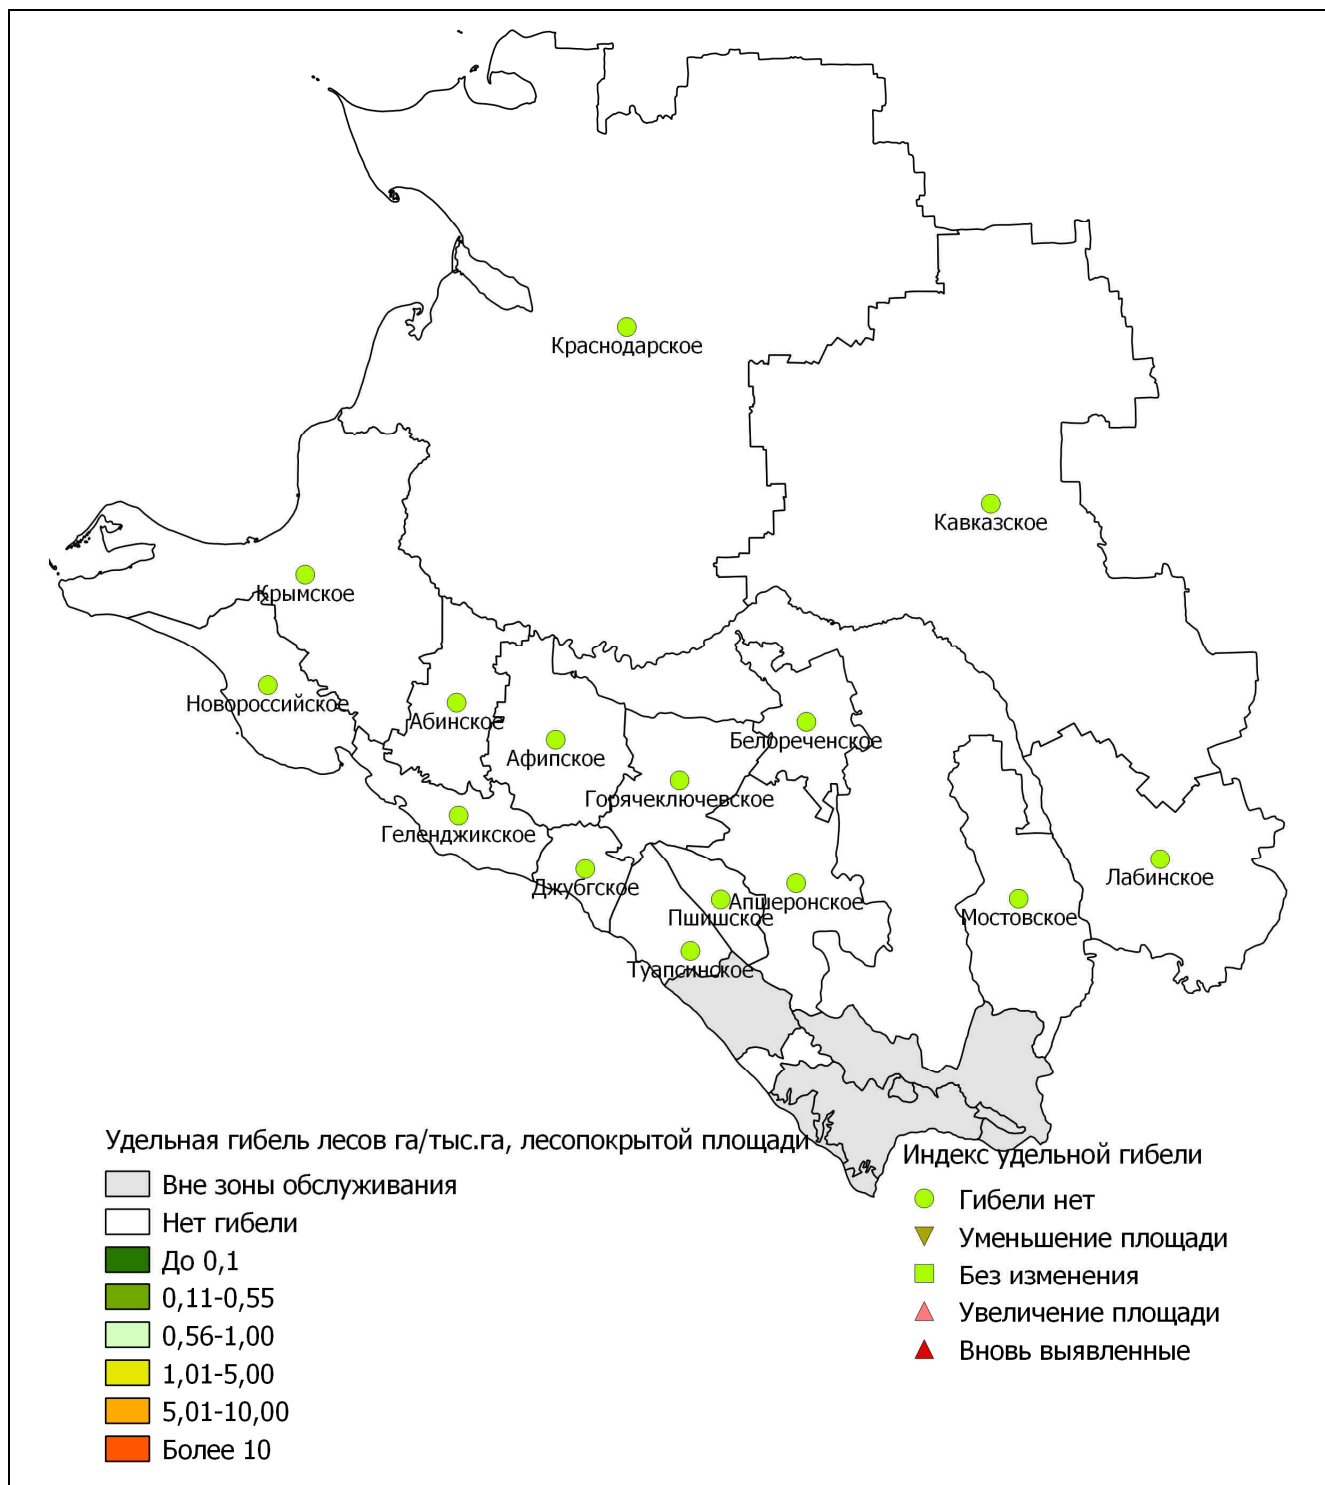 Краснодарское
Кавказское
Крымское
Новороссийское
Абинское
Афипское
Белореченское
Горячеключевское
Геленджикское
Джубгское
Пшишское
Апшеронское
Мостовское
Лабинское
Туапсинское
Удельная гибель лесов га/тыс.га, лесопокрытой площади
Вне зоны обслуживания
Нет гибели
До 0,1
0,11-0,55
0,56-1,00
1,01-5,00
5,01-10,00
Более 10
Индекс удельной гибели
Гибели нет
Уменьшение площади
Без изменения
Увеличение площади
Вновь выявленные